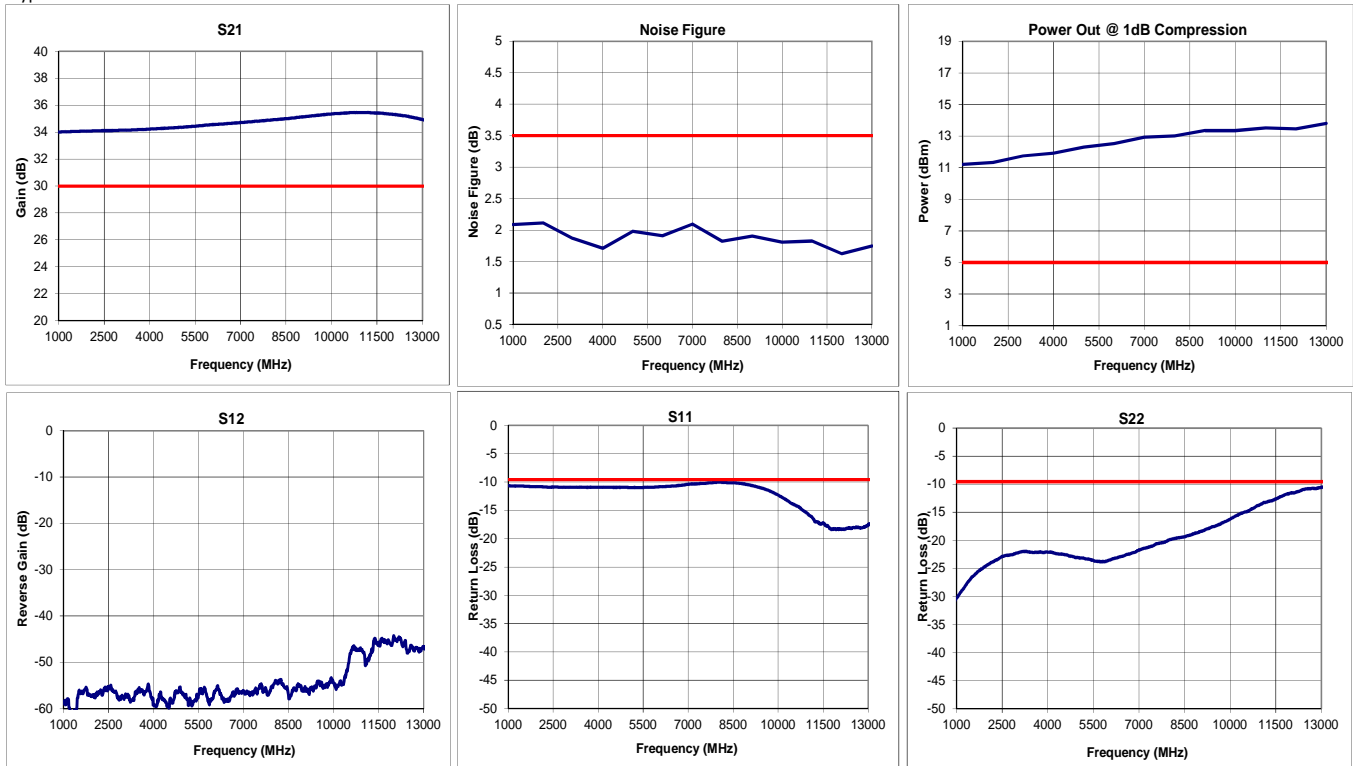 S21
Gain (dB)
40
38
36
34
32
30
28
26
24
22
20
1000 2500 4000 5500 7000 8500 10000 11500 13000
Frequency (MHz)
Noise Figure
Noise Figure (dB)
5
4.5
4
3.5
3
2.5
2
1.5
1
0.5
1000 2500 4000 5500 7000 8500 10000 11500 13000
Frequency (MHz)
Power Out @ 1dB Compression
Power (dBm)
19
17
15
13
11
9
7
5
3
1
1000 2500 4000 5500 7000 8500 10000 11500 13000
Frequency (MHz)
S12
Reverse Gain (dB)
0
-10
-20
-30
-40
-50
-60
1000 2500 4000 5500 7000 8500 10000 11500 13000
Frequency (MHz)
S11
Return Loss (dB)
0
-5
-10
-15
-20
-25
-30
-35
-40
-45
-50
1000 2500 4000 5500 7000 8500 10000 11500 13000
Frequency (MHz)
S22
Return Loss (dB)
0
-5
-10
-15
-20
-25
-30
-35
-40
-45
-50
1000 2500 4000 5500 7000 8500 10000 11500 13000
Frequency (MHz)